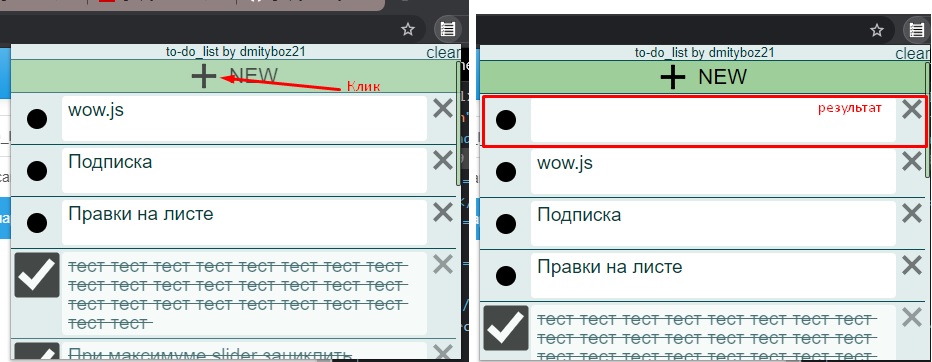 to-do_list by dmityboz21
clear
+ NEW
Клик
wow.js
Подписка
Правки на листе
тест тест тест тест тест тест тест тест
тест тест тест тест тест тест тест тест
тест тест тест тест тест тест тест тест
тест тест
При максимуме slider зациклить
to-do_list by dmityboz21
clear
+ NEW
результат
wow.js
Подписка
Правки на листе
тест тест тест тест тест тест тест тест
тест тест тест тест тест тест тест тест
тест тест тест тест тест тест тест тест